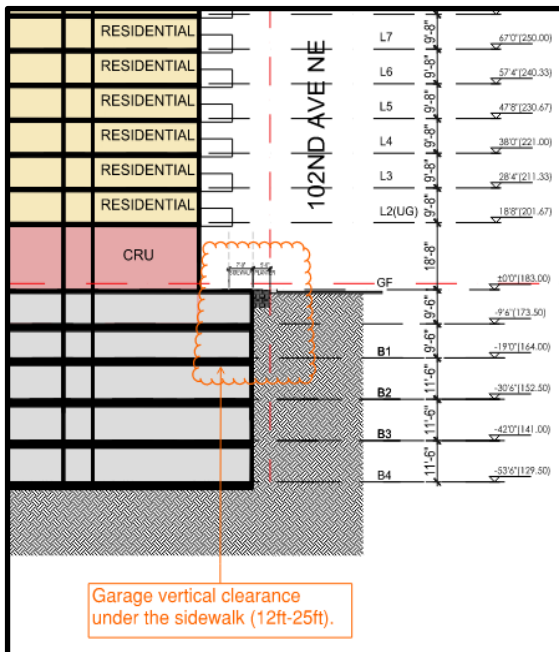 RESIDENTIAL
L7
9'-8"
67'0"(250.00)
RESIDENTIAL
L6
9'-8"
57'4"(240.33)
RESIDENTIAL
L5
9'-8"
47'8"(230.67)
RESIDENTIAL
L4
9'-8"
38'0"(221.00)
RESIDENTIAL
L3
9'-8"
28'4"(211.33)
RESIDENTIAL
L2(UG)
9'-8"
18'8"(201.67)
102ND AVE NE
CRU
18'-8"
SIDEWALK
PLANTER
GF
±0'0"(183.00)
9'-6"
-9'6"(173.50)
9'-6"
B1
-19'0"(164.00)
11'-6"
B2
-30'6"(152.50)
11'-6"
B3
-42'0"(141.00)
11'-6"
B4
-53'6"(129.50)
Garage vertical clearance
under the sidewalk (12ft-25ft).